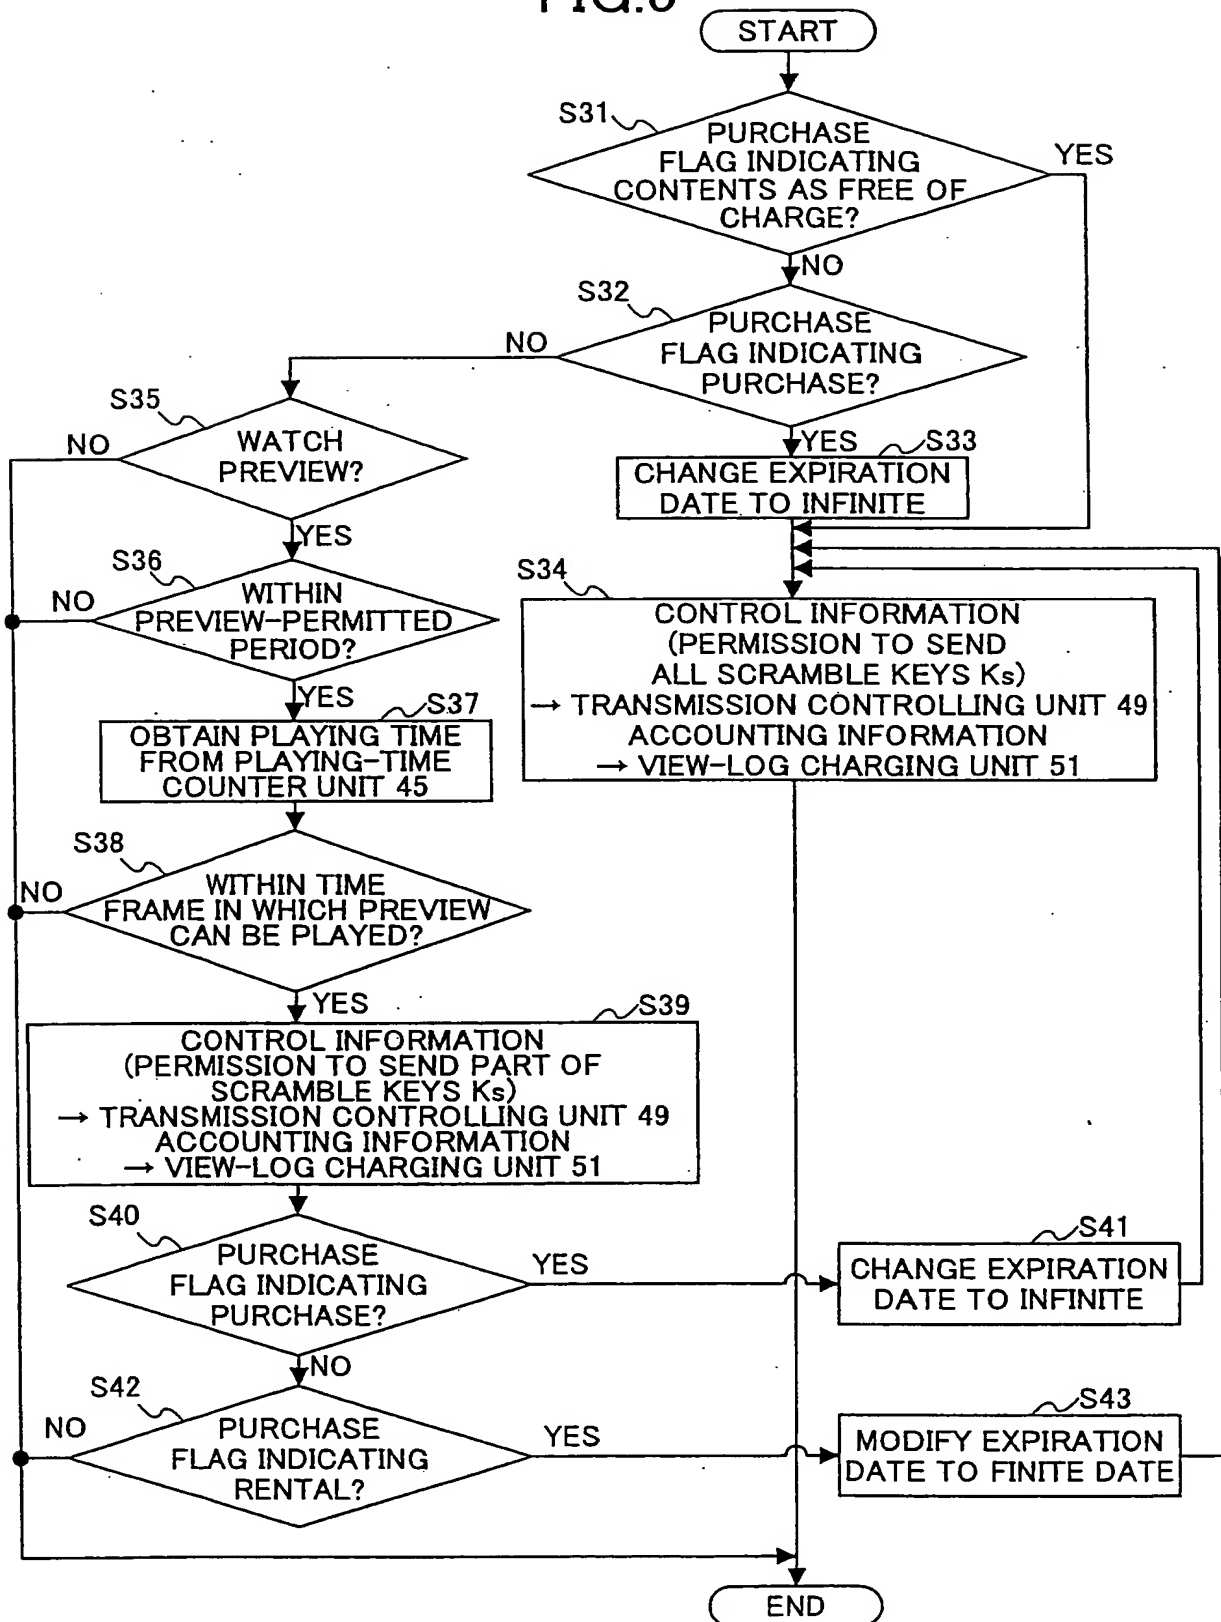 START
S31
PURCHASE
FLAG INDICATING
CONTENTS AS FREE OF
CHARGE?
YES
NO
S32
PURCHASE
FLAG INDICATING
PURCHASE?
NO
YES
S33
CHANGE EXPIRATION
DATE TO INFINITE
S35
WATCH
PREVIEW?
NO
YES
S36
WITHIN
PREVIEW-PERMITTED
PERIOD?
NO
YES
S34
CONTROL INFORMATION
(PERMISSION TO SEND
ALL SCRAMBLE KEYS Ks)
→ TRANSMISSION CONTROLLING UNIT 49
ACCOUNTING INFORMATION
→ VIEW-LOG CHARGING UNIT 51
S37
OBTAIN PLAYING TIME
FROM PLAYING-TIME
COUNTER UNIT 45
S38
WITHIN TIME
FRAME IN WHICH PREVIEW
CAN BE PLAYED?
NO
YES
S39
CONTROL INFORMATION
(PERMISSION TO SEND PART OF
SCRAMBLE KEYS Ks)
→ TRANSMISSION CONTROLLING UNIT 49
ACCOUNTING INFORMATION
→ VIEW-LOG CHARGING UNIT 51
S40
PURCHASE
FLAG INDICATING
PURCHASE?
YES
NO
S41
CHANGE EXPIRATION
DATE TO INFINITE
S42
PURCHASE
FLAG INDICATING
RENTAL?
NO
YES
S43
MODIFY EXPIRATION
DATE TO FINITE DATE
END